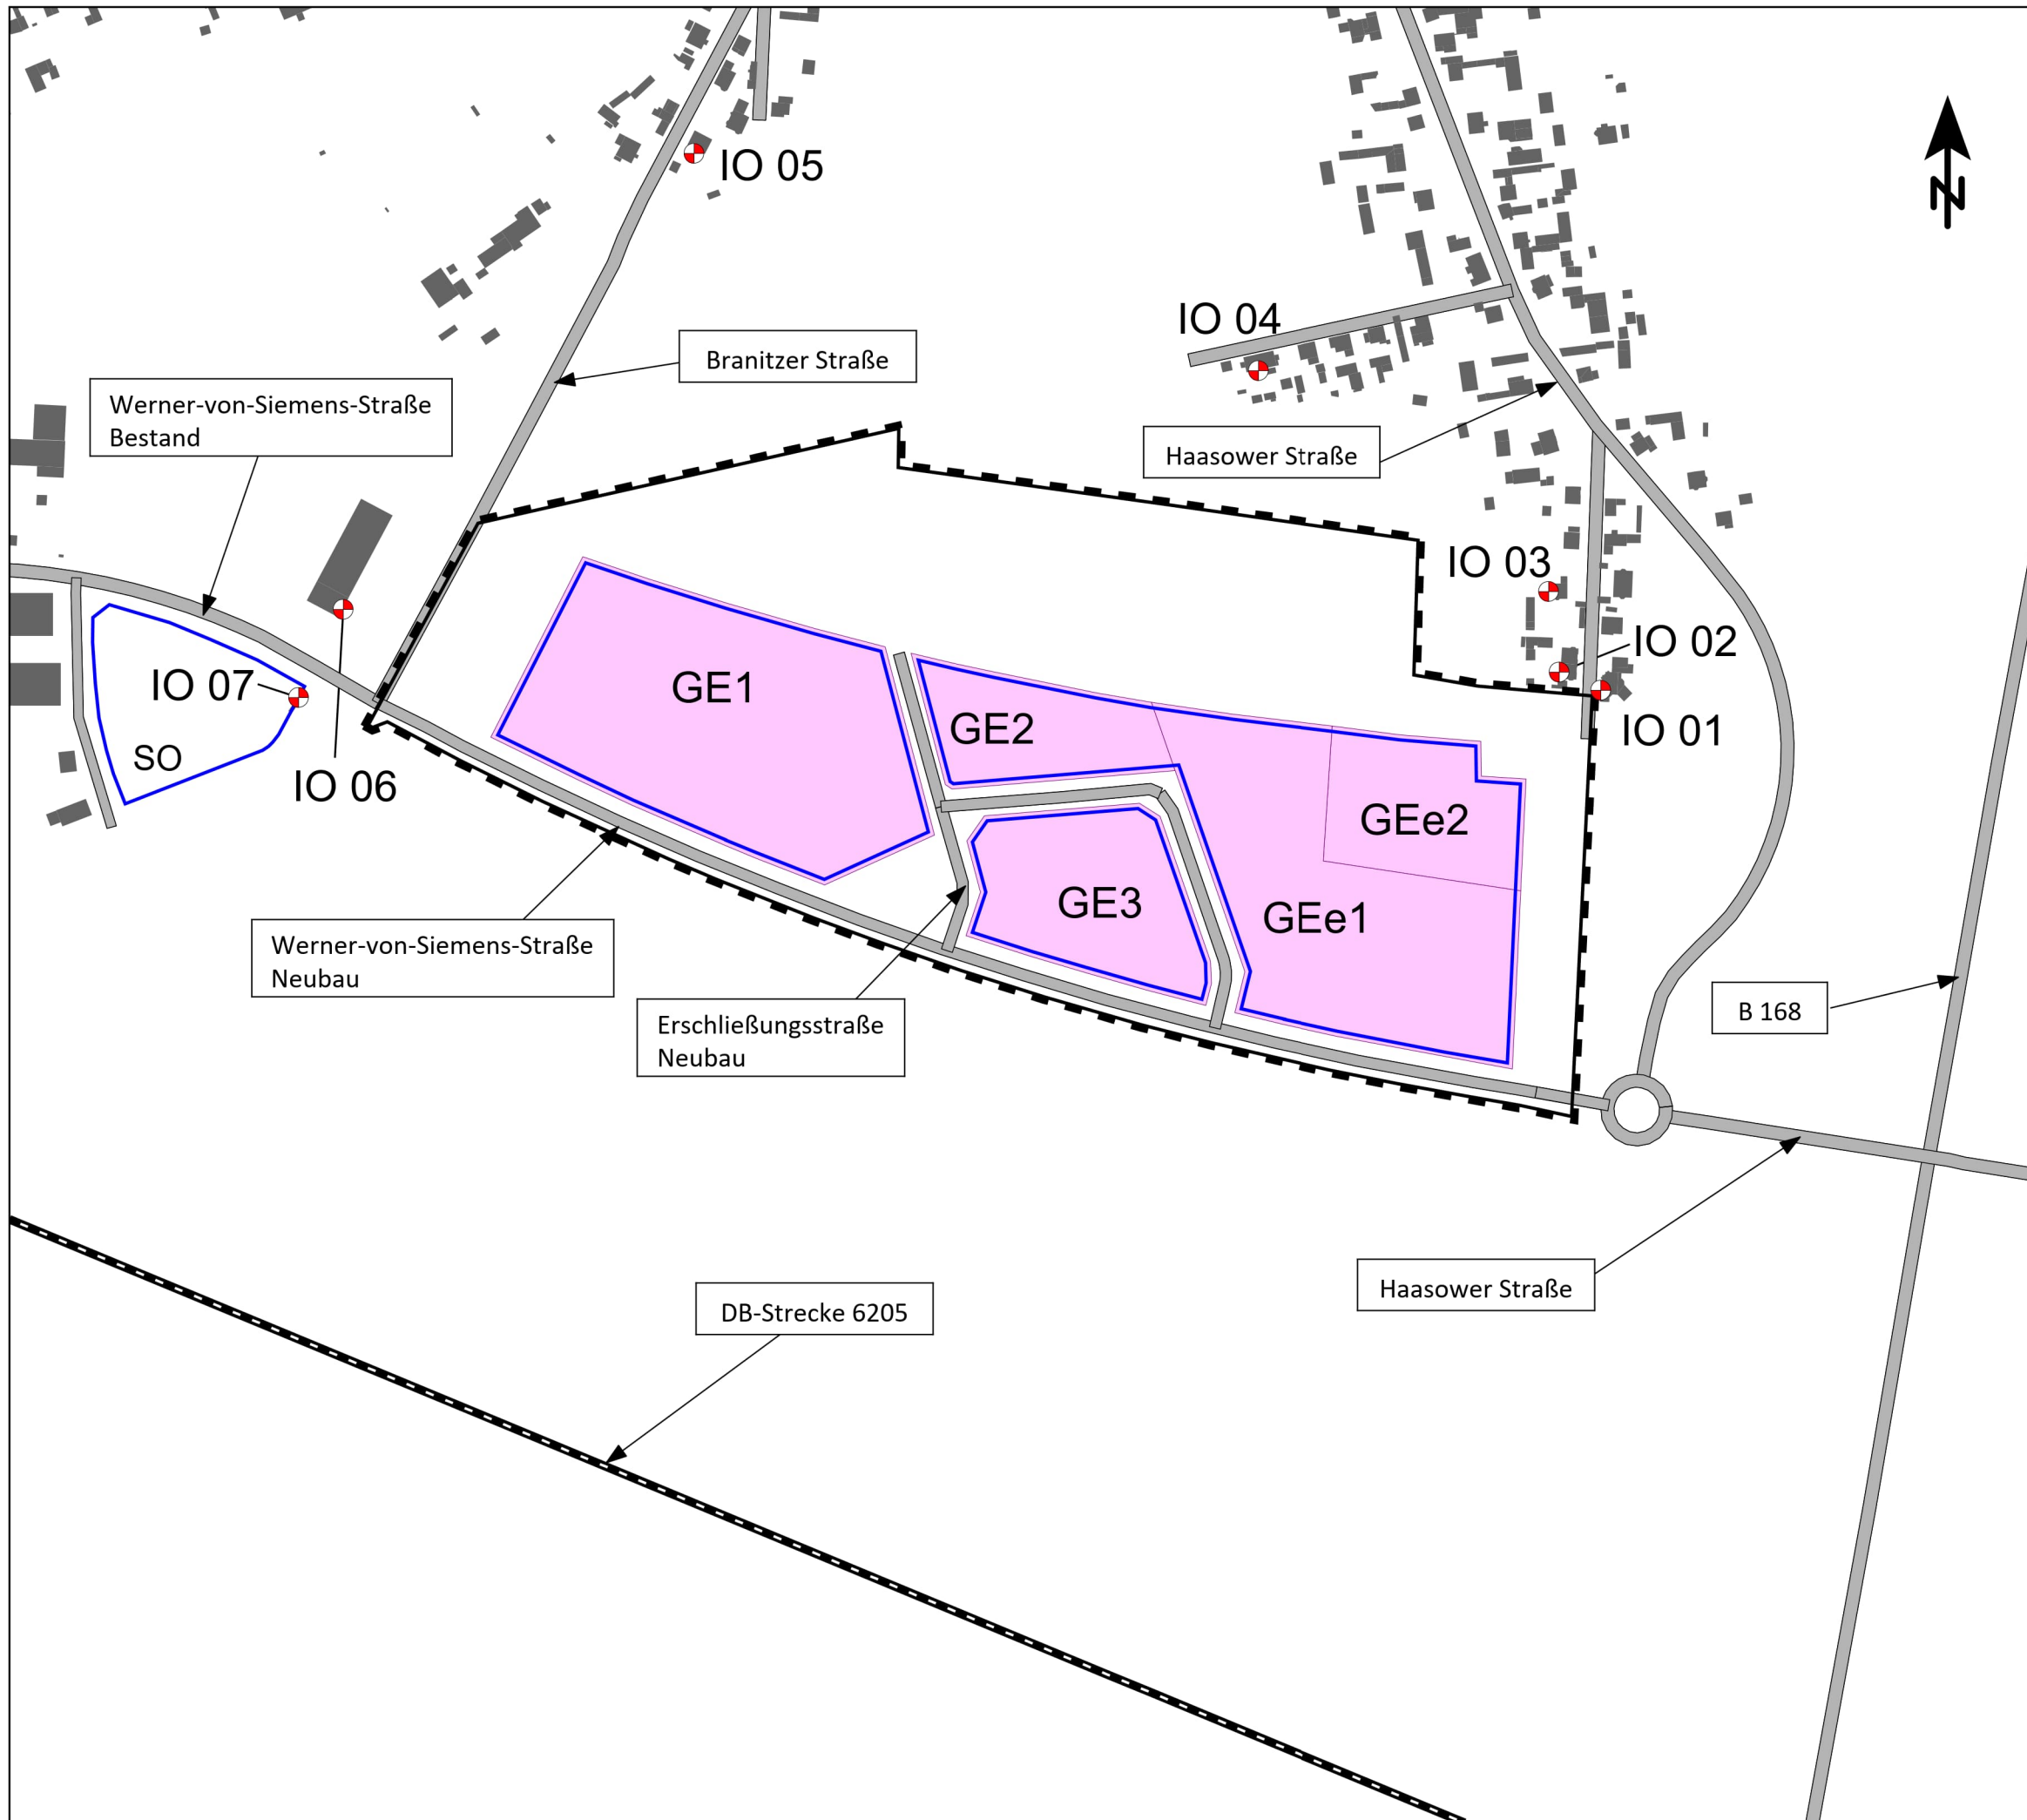 IO 05
N
IO 04
Branitzer Straße
Werner-von-Siemens-Straße
Bestand
Haasower Straße
IO 03
IO 02
IO 07
GE1
GE2
IO 01
SO
IO 06
GEe2
GE3
GEe1
Werner-von-Siemens-Straße
Neubau
B 168
Erschließungsstraße
Neubau
Haasower Straße
DB-Strecke 6205